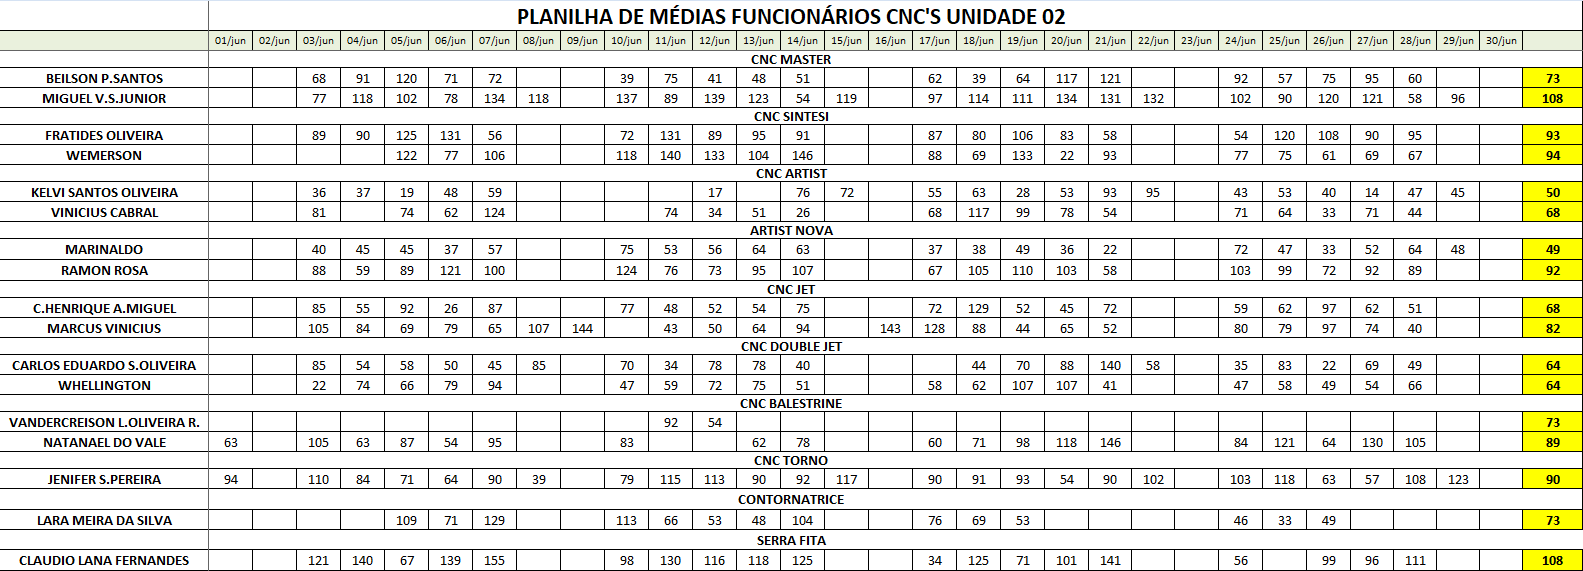 PLANILHA DE MÉDIAS FUNCIONÁRIOS CNC'S UNIDADE 02
01/jun 02/jun 03/jun 04/jun 05/jun 06/jun 07/jun 08/jun 09/jun 10/jun 11/jun 12/jun 13/jun 14/jun 15/jun 16/jun 17/jun 18/jun 19/jun 20/jun 21/jun 22/jun 23/jun 24/jun 25/jun 26/jun 27/jun 28/jun 29/jun 30/jun
CNC MASTER
BEILSON P.SANTOS 68 91 120 71 72 39 75 41 48 51 62 39 64 117 121 92 57 75 95 60 73
MIGUEL V.S.JUNIOR 77 118 102 78 134 118 137 89 139 123 54 119 97 114 111 134 131 132 102 90 120 121 58 96 108
CNC SINTESI
FRATIDES OLIVEIRA 89 90 125 131 56 72 131 89 95 91 87 80 106 83 58 54 120 108 90 95 93
WEMERSON 122 77 106 118 140 133 104 146 88 69 133 22 93 77 75 61 69 67 94
CNC ARTIST
KELVI SANTOS OLIVEIRA 36 37 19 48 59 17 76 72 55 63 28 53 93 95 43 53 40 14 47 45 50
VINICIUS CABRAL 81 74 62 124 74 34 51 26 68 117 99 78 54 71 64 33 71 44 68
ARTIST NOVA
MARINALDO 40 45 45 37 57 75 53 56 64 63 37 38 49 36 22 72 47 33 52 64 48 49
RAMON ROSA 88 59 89 121 100 124 76 73 95 107 67 105 110 103 58 103 99 72 92 89 92
CNC JET
C.HENRIQUE A.MIGUEL 85 55 92 26 87 77 48 52 54 75 72 129 52 45 72 59 62 97 62 51 68
MARCUS VINICIUS 105 84 69 79 65 107 144 43 50 64 94 143 128 88 44 65 52 80 79 97 74 40 82
CNC DOUBLE JET
CARLOS EDUARDO S.OLIVEIRA 85 54 58 50 45 85 70 34 78 78 40 44 70 88 140 58 35 83 22 69 49 64
WHELLINGTON 22 74 66 79 94 47 59 72 75 51 58 62 107 107 41 47 58 49 54 66 64
CNC BALESTRINE
VANDERCREISON L.OLIVEIRA R. 92 54 73
NATANAEL DO VALE 63 105 63 87 54 95 83 62 78 60 71 98 118 146 84 121 64 130 105 89
CNC TORNO
JENIFER S.PEREIRA 94 110 84 71 64 90 39 79 115 113 90 92 117 90 91 93 54 90 102 103 118 63 57 108 123 90
CONTORNATRICE
LARA MEIRA DA SILVA 109 71 129 113 66 53 48 104 76 69 53 46 33 49 73
SERRA FITA
CLAUDIO LANA FERNANDES 121 140 67 139 155 98 130 116 118 125 34 125 71 101 141 56 99 96 111 108